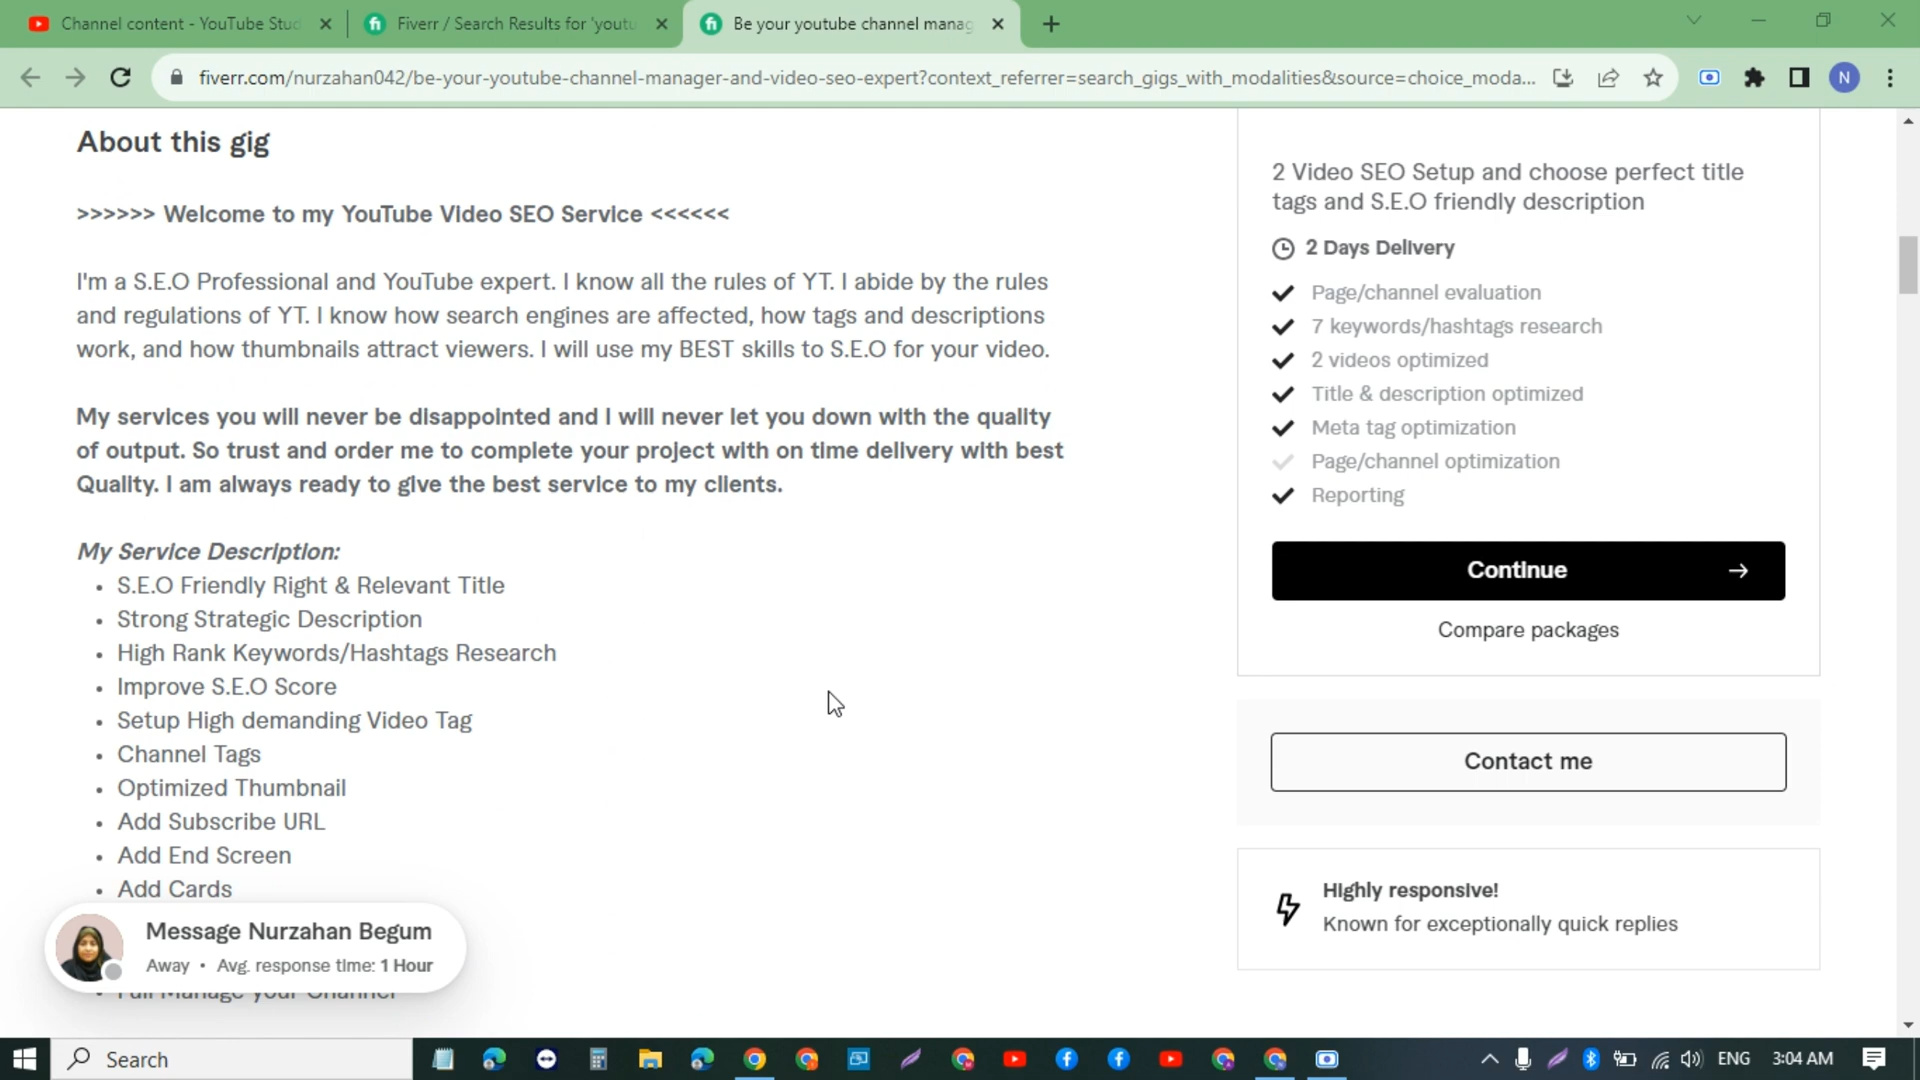 Channel content - YouTube Stud
Fiverr / Search Results for 'youtu
Be your youtube channel manag
fiverr.com/nurzahan042/be-your-youtube-channel-manager-and-video-seo-expert?context_referrer=search_gigs_with_modalities&source=choice_moda...
N
About this gig
>>>>>> Welcome to my YouTube Video SEO Service <<<<<<
I'm a S.E.O Professional and YouTube expert. I know all the rules of YT. I abide by the rules
and regulations of YT. I know how search engines are affected, how tags and descriptions
work, and how thumbnails attract viewers. I will use my BEST skills to S.E.O for your video.
My services you will never be disappointed and I will never let you down with the quality
of output. So trust and order me to complete your project with on time delivery with best
Quality. I am always ready to give the best service to my clients.
My Service Description:
• S.E.O Friendly Right & Relevant Title
• Strong Strategic Description
• High Rank Keywords/Hashtags Research
• Improve S.E.O Score
• Setup High demanding Video Tag
• Channel Tags
• Optimized Thumbnail
• Add Subscribe URL
• Add End Screen
• Add Cards
• Full Manage your Channel
Message Nurzahan Begum
Away • Avg. response time: 1 Hour
2 Video SEO Setup and choose perfect title
tags and S.E.O friendly description
2 Days Delivery
Page/channel evaluation
7 keywords/hashtags research
2 videos optimized
Title & description optimized
Meta tag optimization
Page/channel optimization
Reporting
Continue →
Compare packages
Contact me
Highly responsive!
Known for exceptionally quick replies
Search
ENG
3:04 AM